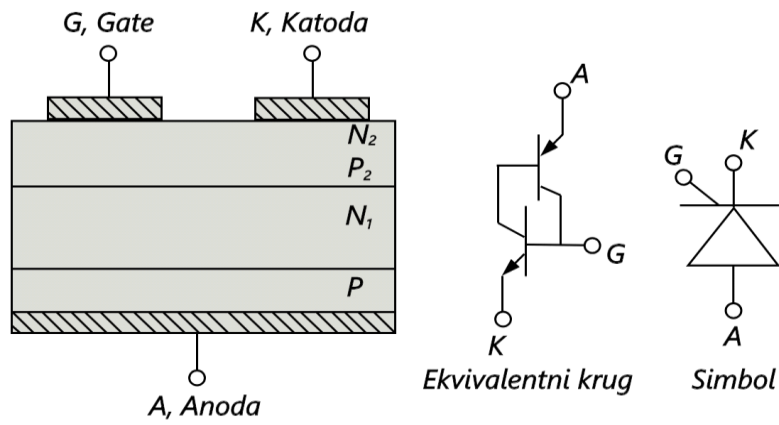 G, Gate
K, Katoda
N₂
P₂
N₁
P
A, Anoda
A
G
K
Ekvivalentni krug
G
K
A
Simbol